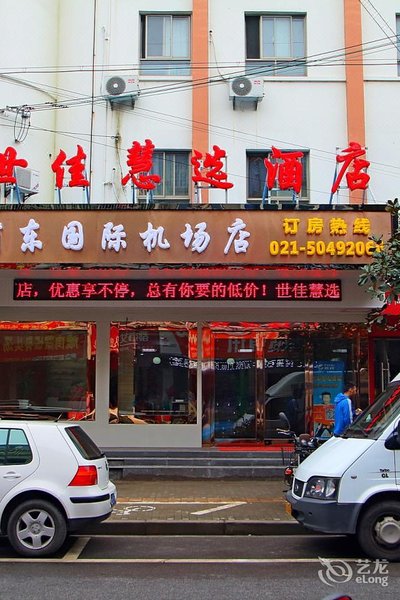 世佳慧选酒店
东国际机场店
订房热线
021-5049206
店，优惠享不停，总有你要的低价！世佳慧选
艺龙
eLong